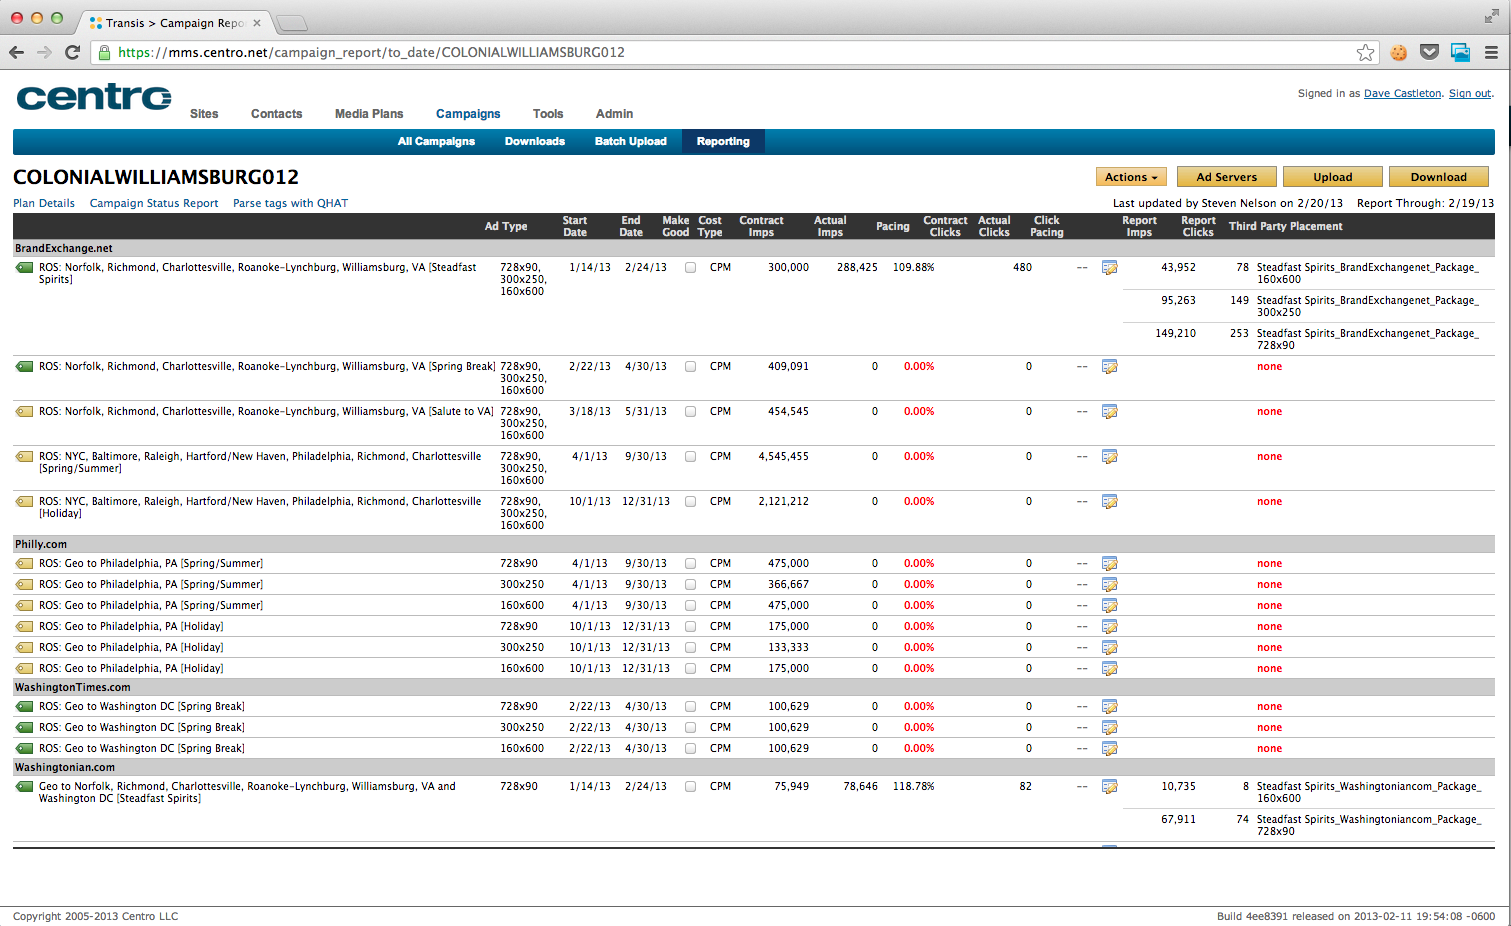 Transis > Campaign Repo
https://mms.centro.net/campaign_report/to_date/COLONIALWILLIAMSBURG012
centro
Sites Contacts Media Plans Campaigns Tools Admin
Signed in as Dave Castleton. Sign out.
All Campaigns Downloads Batch Upload Reporting
COLONIALWILLIAMSBURG012
Actions Ad Servers Upload Download
Plan Details Campaign Status Report Parse tags with QHAT
Last updated by Steven Nelson on 2/20/13 Report Through: 2/19/13
Ad Type Start Date End Date Make Good Cost Type Contract Imps Actual Imps Pacing Contract Clicks Actual Clicks Click Pacing Report Imps Report Clicks Third Party Placement
BrandExchange.net
ROS: Norfolk, Richmond, Charlottesville, Roanoke-Lynchburg, Williamsburg, VA [Steadfast 728x90, 1/14/13 2/24/13 CPM 300,000 288,425 109.88% 480 -- 43,952 78 Steadfast Spirits_BrandExchangenet_Package_
Spirits] 300x250, 160x600
160x600
95,263 149 Steadfast Spirits_BrandExchangenet_Package_
300x250
149,210 253 Steadfast Spirits_BrandExchangenet_Package_
728x90
ROS: Norfolk, Richmond, Charlottesville, Roanoke-Lynchburg, Williamsburg, VA [Spring Break] 728x90, 2/22/13 4/30/13 CPM 409,091 0 0.00% 0 -- none
300x250,
160x600
ROS: Norfolk, Richmond, Charlottesville, Roanoke-Lynchburg, Williamsburg, VA [Salute to VA] 728x90, 3/18/13 5/31/13 CPM 454,545 0 0.00% 0 -- none
300x250,
160x600
ROS: NYC, Baltimore, Raleigh, Hartford/New Haven, Philadelphia, Richmond, Charlottesville 728x90, 4/1/13 9/30/13 CPM 4,545,455 0 0.00% 0 -- none
[Spring/Summer] 300x250,
160x600
ROS: NYC, Baltimore, Raleigh, Hartford/New Haven, Philadelphia, Richmond, Charlottesville 728x90, 10/1/13 12/31/13 CPM 2,121,212 0 0.00% 0 -- none
[Holiday] 300x250,
160x600
Philly.com
ROS: Geo to Philadelphia, PA [Spring/Summer] 728x90 4/1/13 9/30/13 CPM 475,000 0 0.00% 0 -- none
ROS: Geo to Philadelphia, PA [Spring/Summer] 300x250 4/1/13 9/30/13 CPM 366,667 0 0.00% 0 -- none
ROS: Geo to Philadelphia, PA [Spring/Summer] 160x600 4/1/13 9/30/13 CPM 475,000 0 0.00% 0 -- none
ROS: Geo to Philadelphia, PA [Holiday] 728x90 10/1/13 12/31/13 CPM 175,000 0 0.00% 0 -- none
ROS: Geo to Philadelphia, PA [Holiday] 300x250 10/1/13 12/31/13 CPM 133,333 0 0.00% 0 -- none
ROS: Geo to Philadelphia, PA [Holiday] 160x600 10/1/13 12/31/13 CPM 175,000 0 0.00% 0 -- none
WashingtonTimes.com
ROS: Geo to Washington DC [Spring Break] 728x90 2/22/13 4/30/13 CPM 100,629 0 0.00% 0 -- none
ROS: Geo to Washington DC [Spring Break] 300x250 2/22/13 4/30/13 CPM 100,629 0 0.00% 0 -- none
ROS: Geo to Washington DC [Spring Break] 160x600 2/22/13 4/30/13 CPM 100,629 0 0.00% 0 -- none
Washingtonian.com
Geo to Norfolk, Richmond, Charlottesville, Roanoke-Lynchburg, Williamsburg, VA and 728x90 1/14/13 2/24/13 CPM 75,949 78,646 118.78% 82 -- 10,735 8 Steadfast Spirits_Washingtoniancom_Package_
Washington DC [Steadfast Spirits] 160x600
67,911 74 Steadfast Spirits_Washingtoniancom_Package_
728x90
Copyright 2005-2013 Centro LLC
Build 4ee8391 released on 2013-02-11 19:54:08 -0600